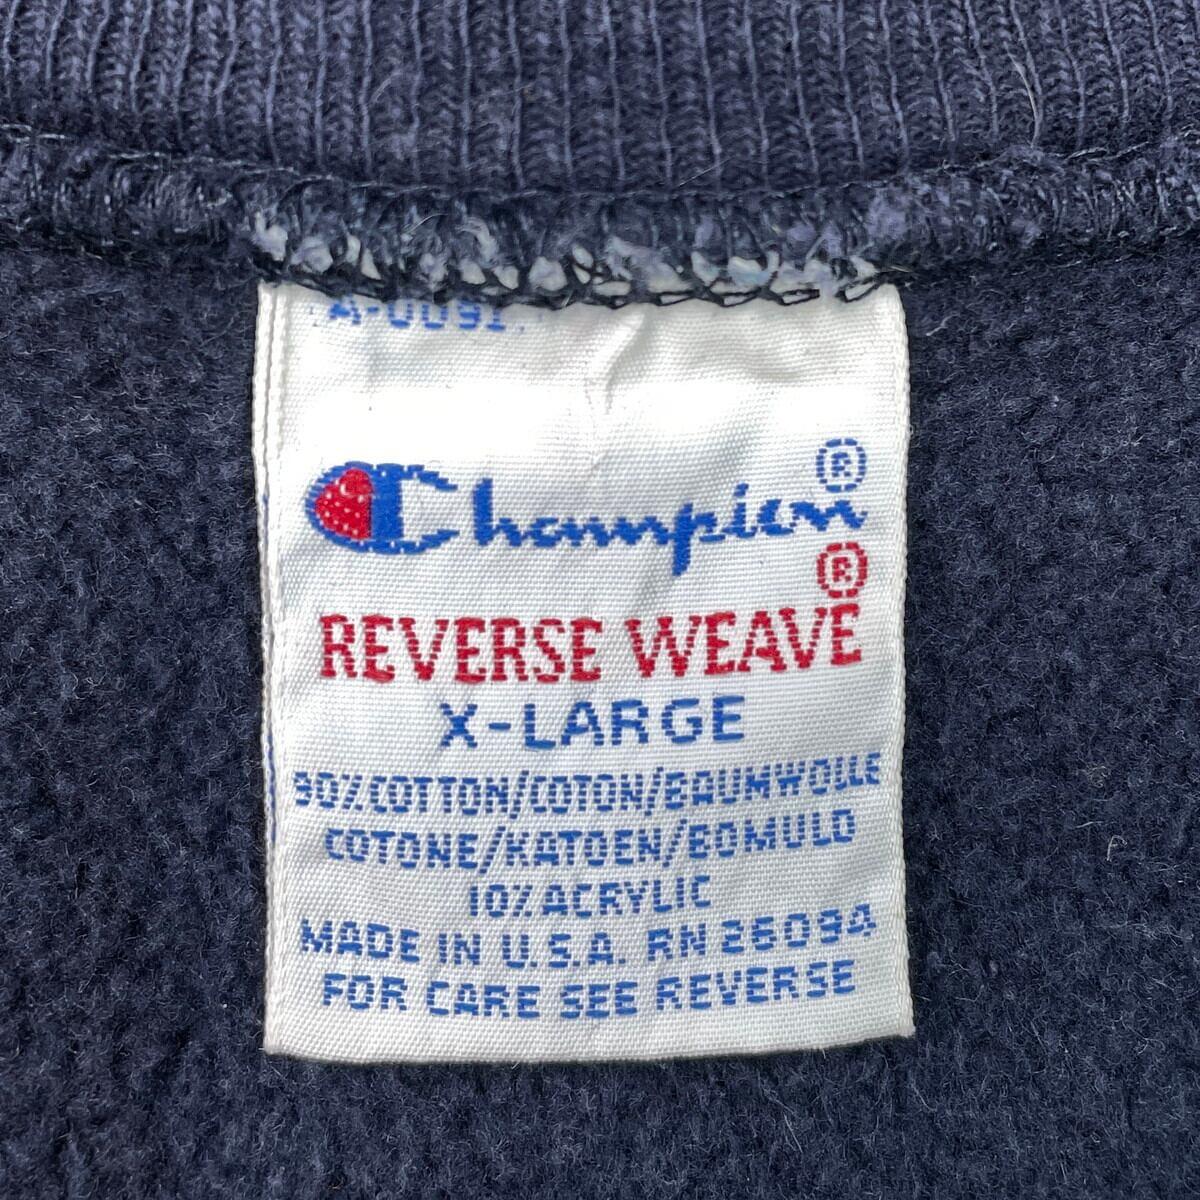 A-0091
Champion®
®
REVERSE WEAVE
X-LARGE
90% COTTON/COTON/BAUMWOLLE
COTONE/KATOEN/BOMULD
10% ACRYLIC
MADE IN U.S.A. RN 26094
FOR CARE SEE REVERSE